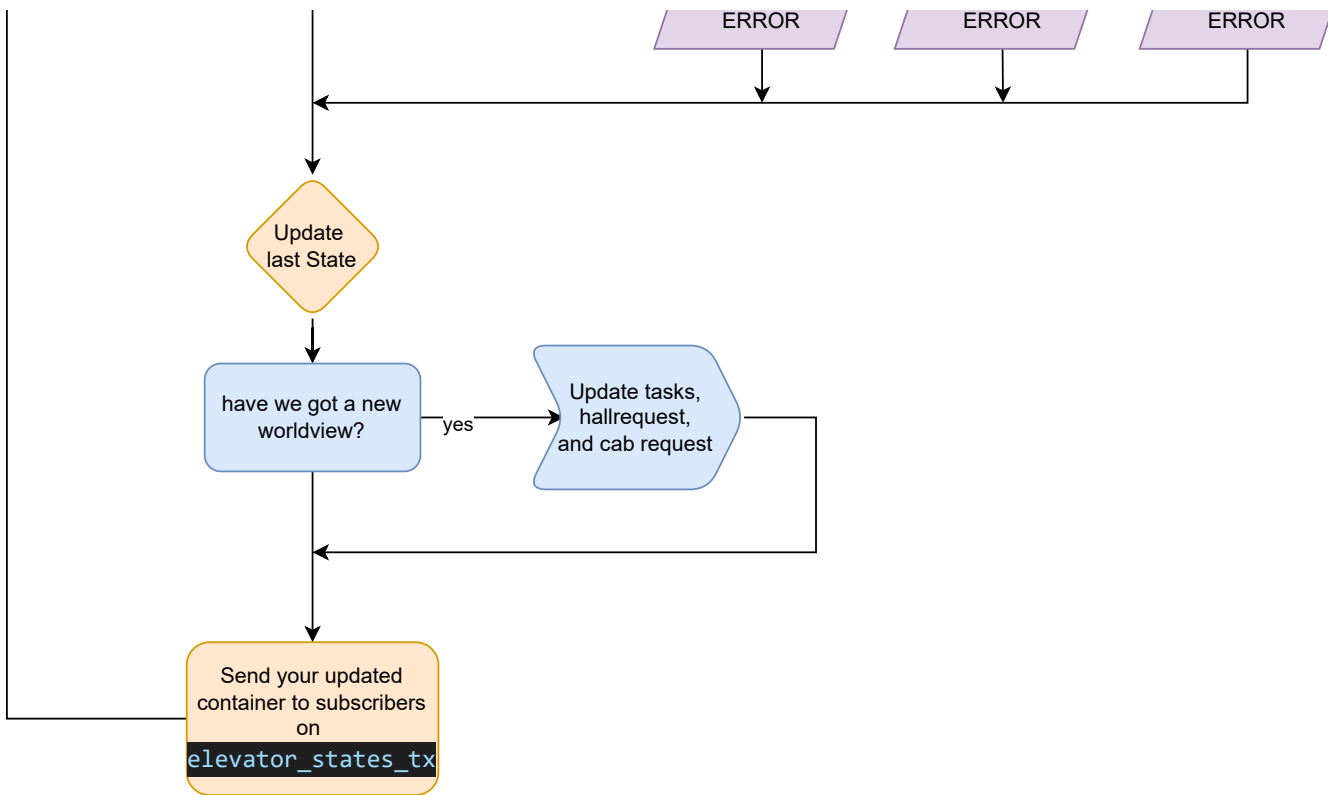 ERROR
ERROR
ERROR
Update
last State
have we got a new
worldview?
yes
Update tasks,
hallrequest,
and cab request
Send your updated
container to subscribers
on
elevator_states_tx